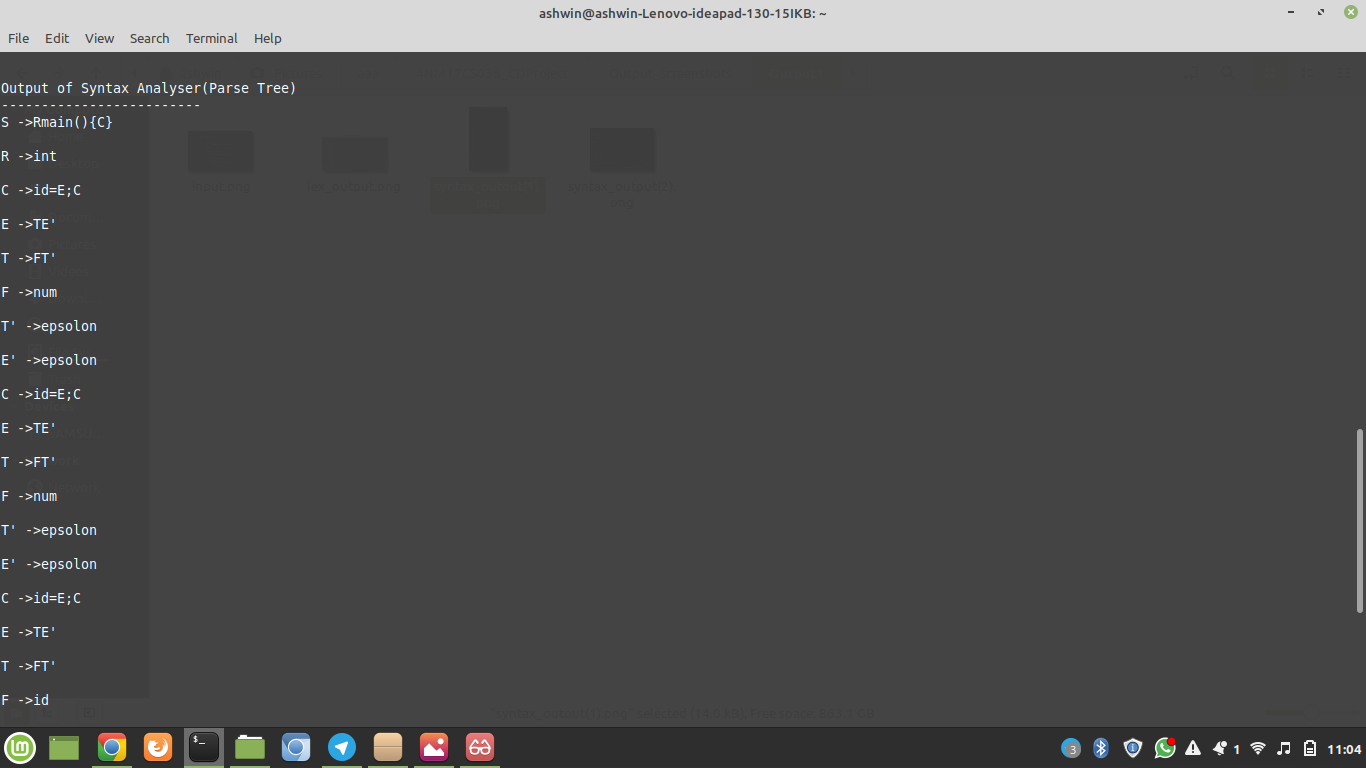 ashwin@ashwin-Lenovo-ideapad-130-15IKB: ~
File Edit View Search Terminal Help
Output of Syntax Analyser(Parse Tree)
-------------------------
S ->Rmain(){C}
R ->int
C ->id=E;C
E ->TE'
T ->FT'
F ->num
T' ->epsolon
E' ->epsolon
C ->id=E;C
E ->TE'
T ->FT'
F ->num
T' ->epsolon
E' ->epsolon
C ->id=E;C
E ->TE'
T ->FT'
F ->id
3 1 11:04